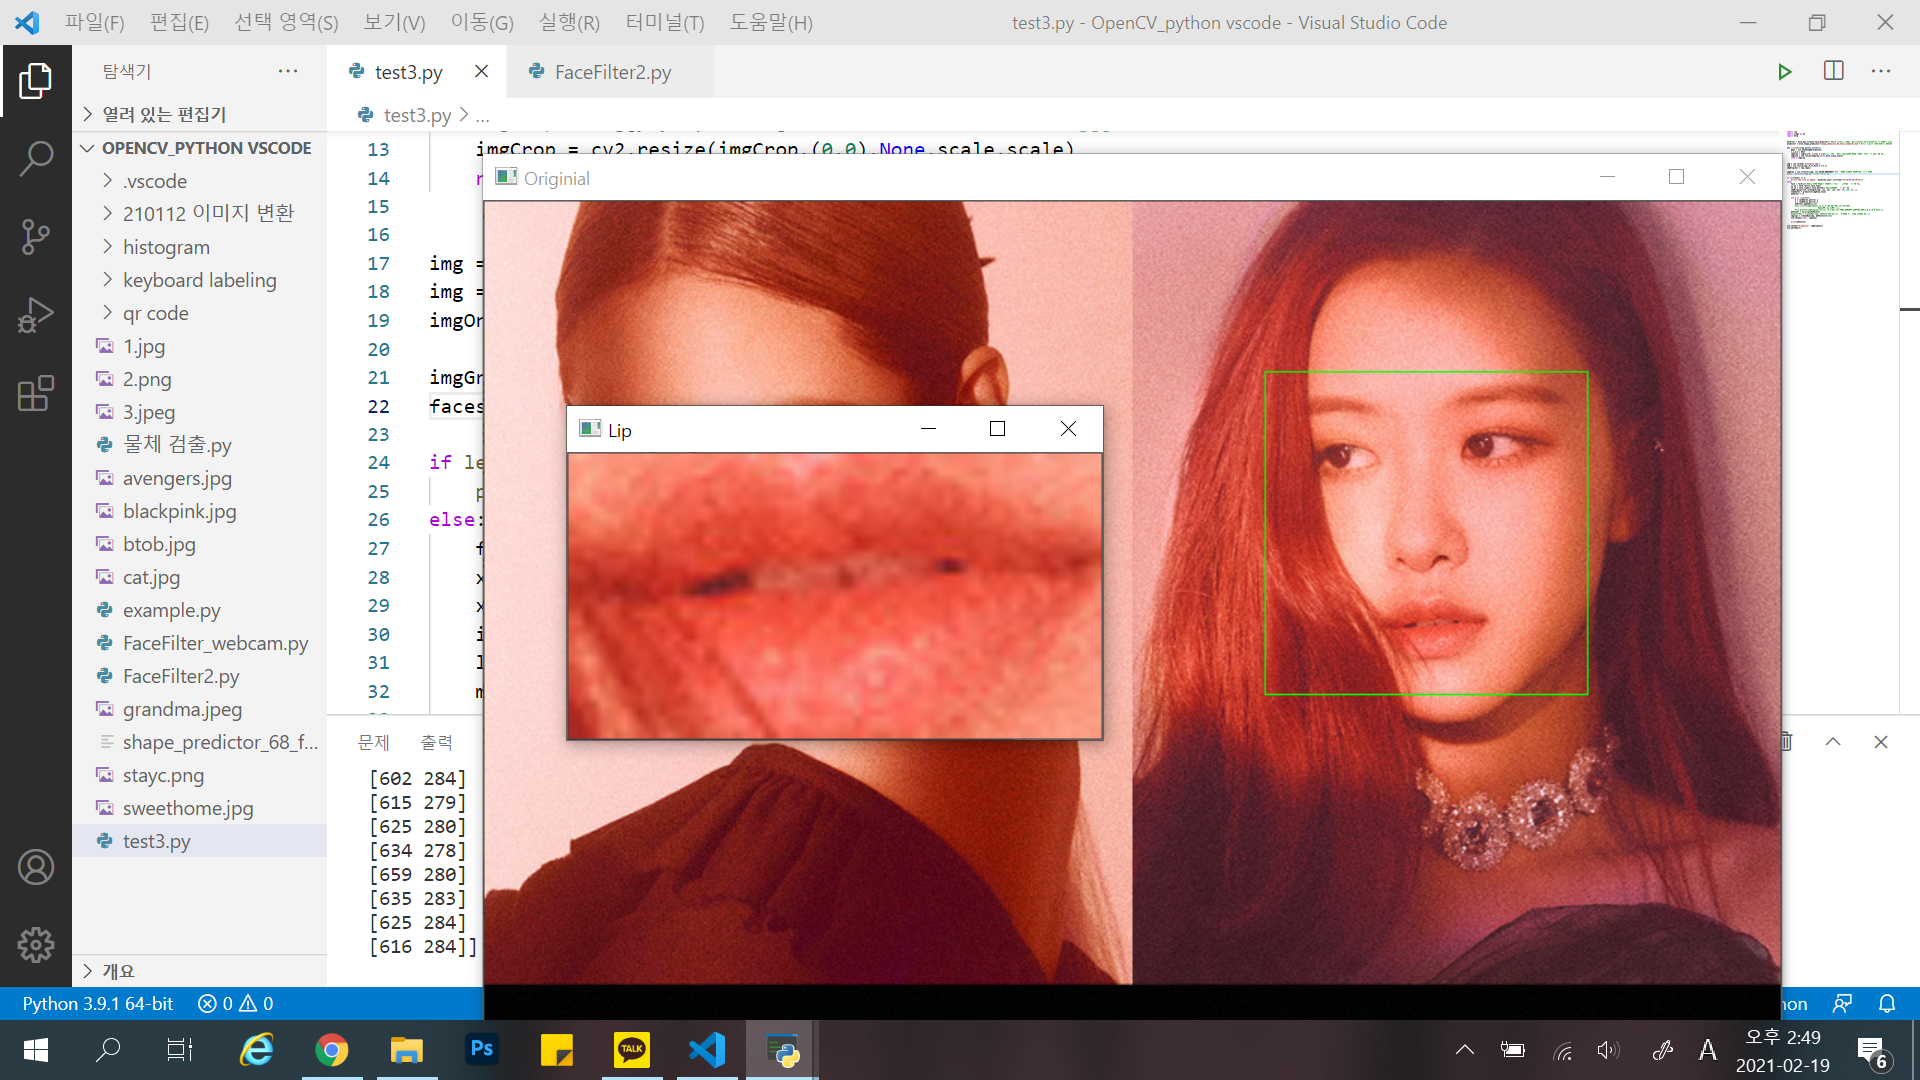 파일(F) 편집(E) 선택 영역(S) 보기(V) 이동(G) 실행(R) 터미널(T) 도움말(H) test3.py - OpenCV_python vscode - Visual Studio Code
탐색기
test3.py
FaceFilter2.py
열려 있는 편집기
test3.py > ...
OPENCV_PYTHON VSCODE
.vscode
210112 이미지 변환
histogram
keyboard labeling
qr code
1.jpg
2.png
3.jpeg
물체 검출.py
avengers.jpg
blackpink.jpg
btob.jpg
cat.jpg
example.py
FaceFilter_webcam.py
FaceFilter2.py
grandma.jpeg
shape_predictor_68_f...
stayc.png
sweethome.jpg
test3.py
개요
13 imgCrop = cv2.resize(imgCrop,(0,0),None,scale,scale)
14
15
16
17 img =
18 img =
19 imgOr
20
21 imgGr
22 faces
23
24 if le
25 p
26 else:
27 f
28 x
29 x
30 i
31 l
32 m
Originial
Lip
문제 출력
[602 284]
[615 279]
[625 280]
[634 278]
[659 280]
[635 283]
[625 284]
[616 284]]
Python 3.9.1 64-bit 0 0
Ps
TALK
A
오후 2:49
2021-02-19
6